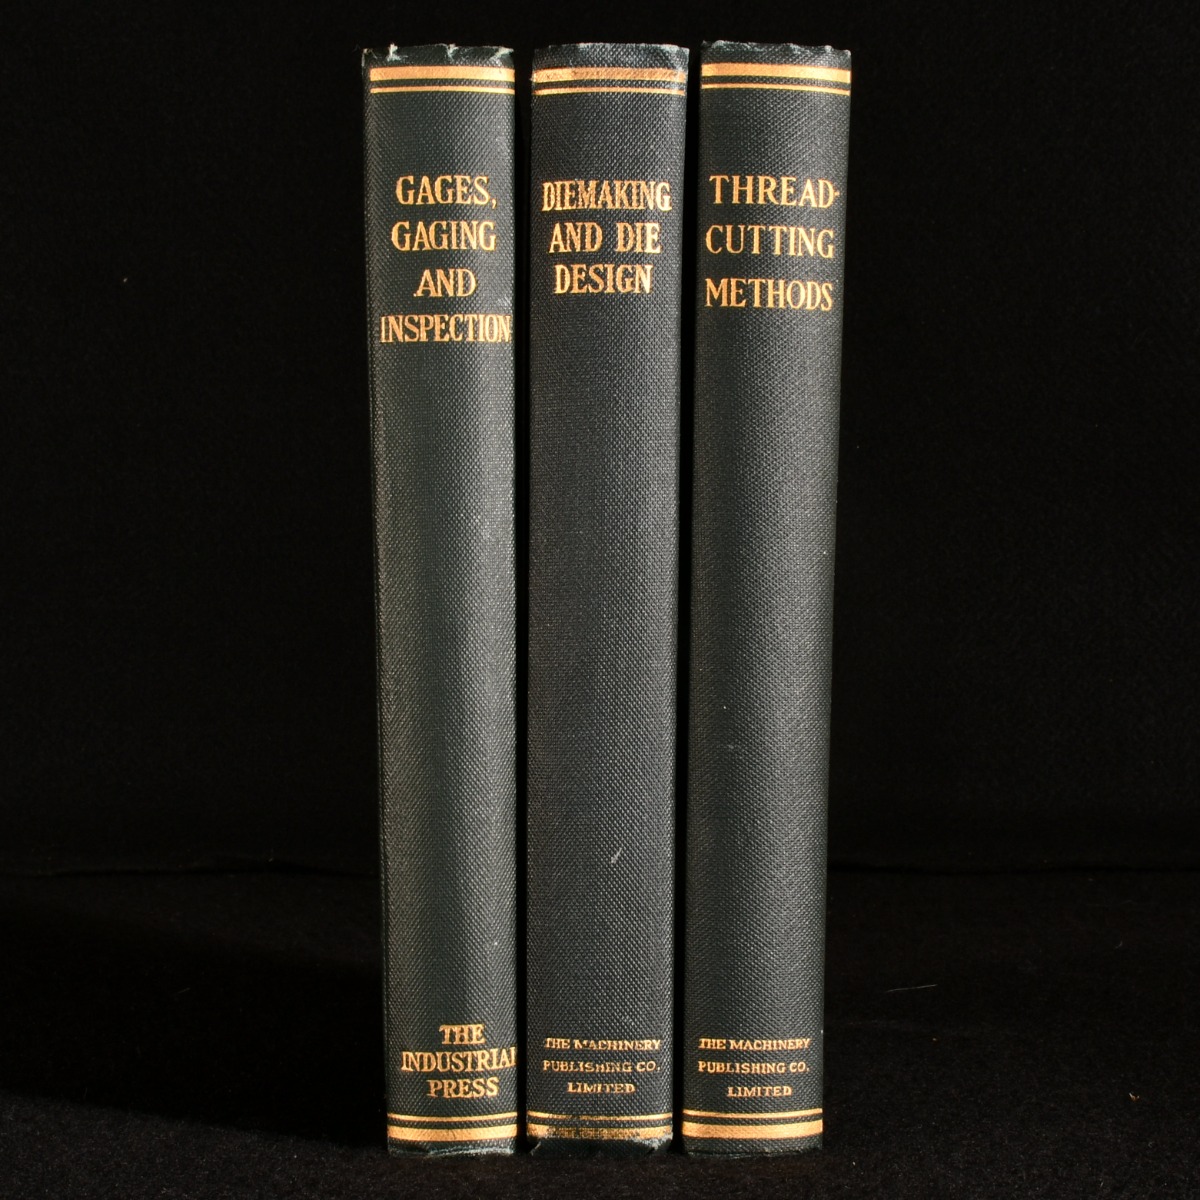 GAGES,
GAGING
AND
INSPECTION
THE
INDUSTRIAL
PRESS
DIEMAKING
AND DIE
DESIGN
THE MACHINERY
PUBLISHING CO.
LIMITED
THREAD-
CUTTING
METHODS
THE MACHINERY
PUBLISHING CO.
LIMITED